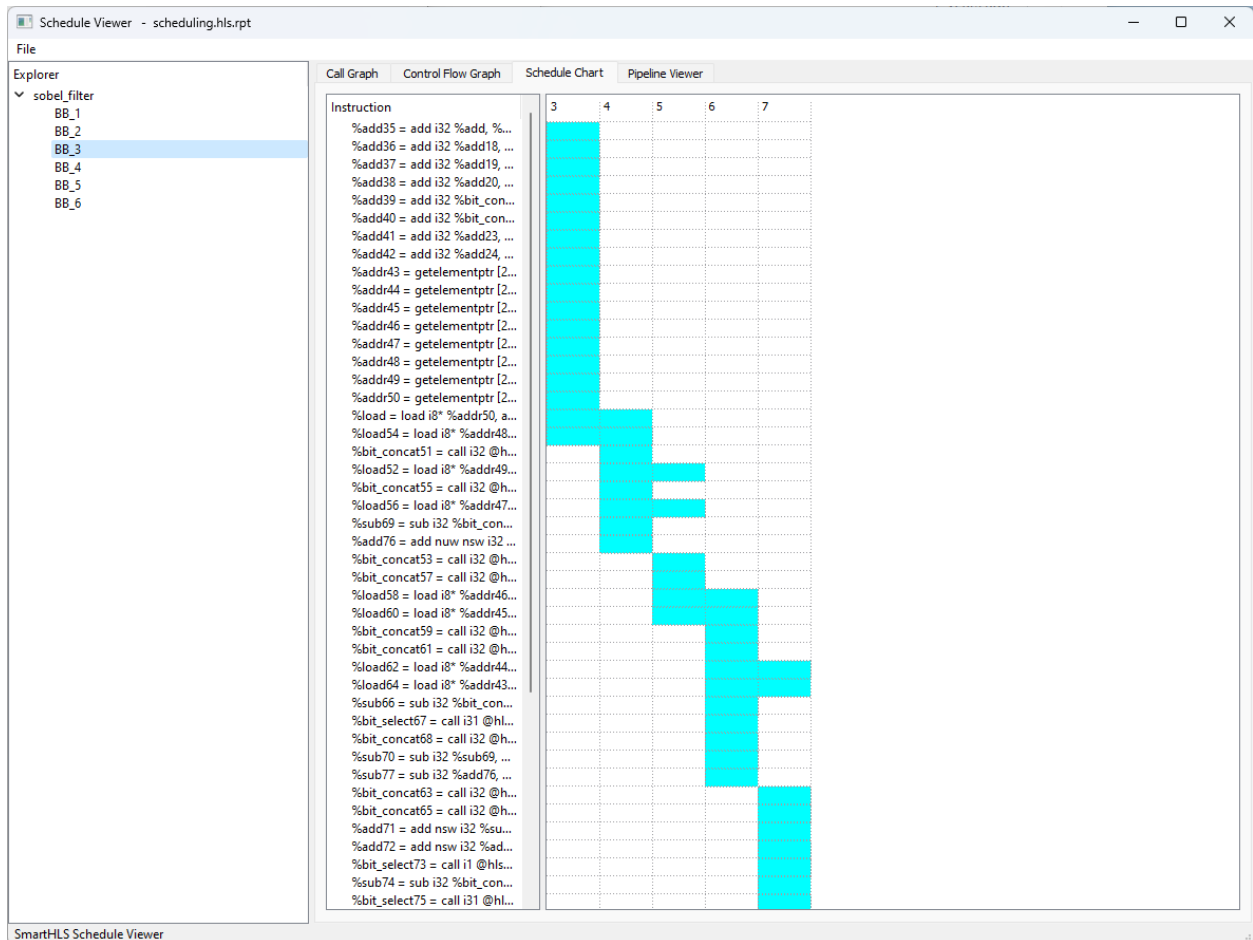 Schedule Viewer - scheduling.hls.rpt
File
Explorer
sobel_filter
BB_1
BB_2
BB_3
BB_4
BB_5
BB_6
Call Graph Control Flow Graph Schedule Chart Pipeline Viewer
Instruction 3 4 5 6 7
%add35 = add i32 %add, %...
%add36 = add i32 %add18, ...
%add37 = add i32 %add19, ...
%add38 = add i32 %add20, ...
%add39 = add i32 %bit_con...
%add40 = add i32 %bit_con...
%add41 = add i32 %add23, ...
%add42 = add i32 %add24, ...
%addr43 = getelementptr [2...
%addr44 = getelementptr [2...
%addr45 = getelementptr [2...
%addr46 = getelementptr [2...
%addr47 = getelementptr [2...
%addr48 = getelementptr [2...
%addr49 = getelementptr [2...
%addr50 = getelementptr [2...
%load = load i8* %addr50, a...
%load54 = load i8* %addr48...
%bit_concat51 = call i32 @h...
%load52 = load i8* %addr49...
%bit_concat55 = call i32 @h...
%load56 = load i8* %addr47...
%sub69 = sub i32 %bit_con...
%add76 = add nuw nsw i32 ...
%bit_concat53 = call i32 @h...
%bit_concat57 = call i32 @h...
%load58 = load i8* %addr46...
%load60 = load i8* %addr45...
%bit_concat59 = call i32 @h...
%bit_concat61 = call i32 @h...
%load62 = load i8* %addr44...
%load64 = load i8* %addr43...
%sub66 = sub i32 %bit_con...
%bit_select67 = call i31 @hl...
%bit_concat68 = call i32 @h...
%sub70 = sub i32 %sub69, ...
%sub77 = sub i32 %add76, ...
%bit_concat63 = call i32 @h...
%bit_concat65 = call i32 @h...
%add71 = add nsw i32 %su...
%add72 = add nsw i32 %ad...
%bit_select73 = call i1 @hls...
%sub74 = sub i32 %bit_con...
%bit_select75 = call i31 @hl...
SmartHLS Schedule Viewer